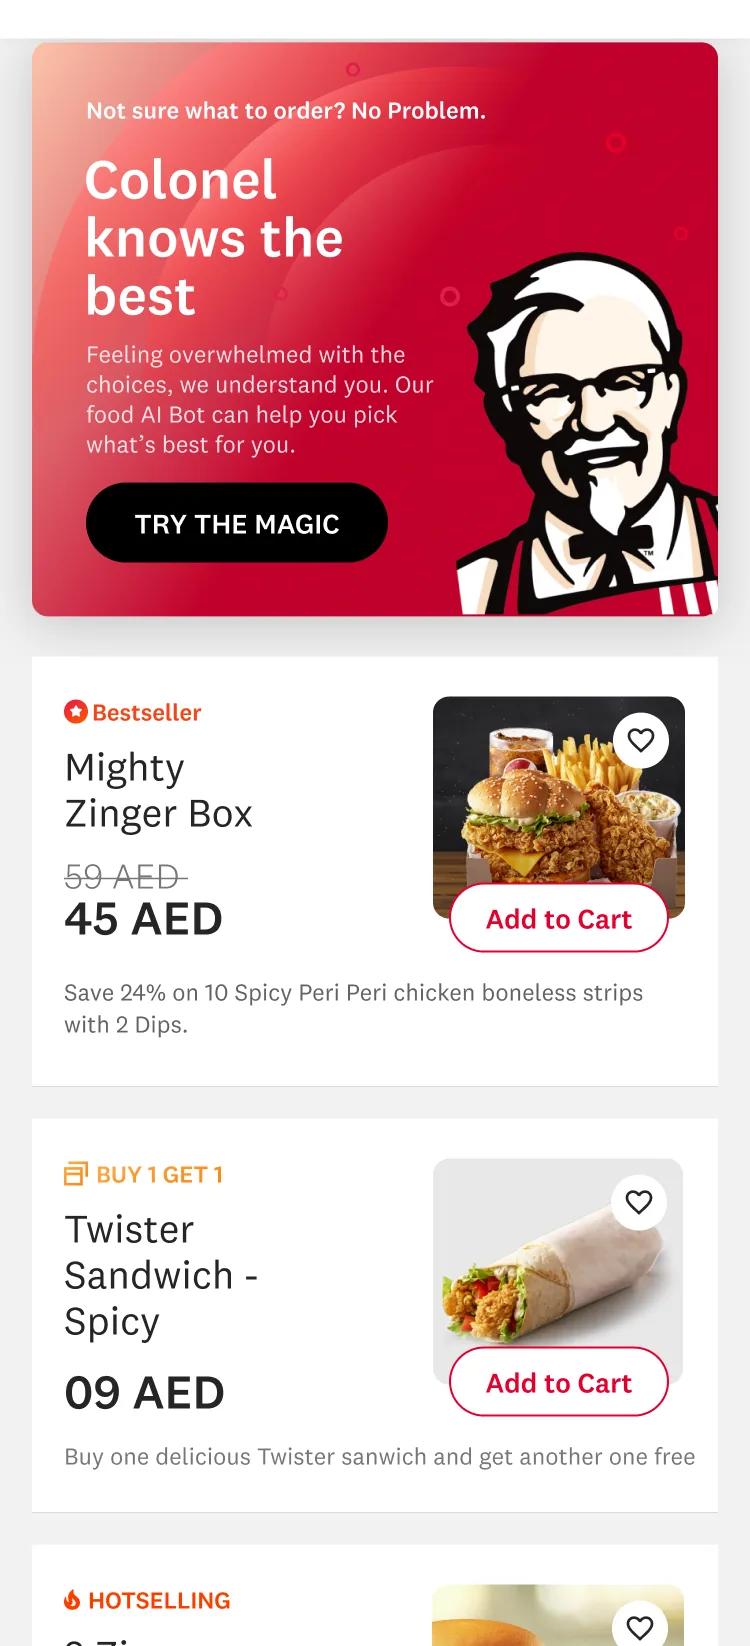 Not sure what to order? No Problem.
Colonel
knows the
best
Feeling overwhelmed with the
choices, we understand you. Our
food AI Bot can help you pick
what’s best for you.
TRY THE MAGIC
TM
Bestseller
Mighty
Zinger Box
59 AED
45 AED
Add to Cart
Save 24% on 10 Spicy Peri Peri chicken boneless strips
with 2 Dips.
BUY 1 GET 1
Twister
Sandwich -
Spicy
09 AED
Add to Cart
Buy one delicious Twister sanwich and get another one free
HOTSELLING